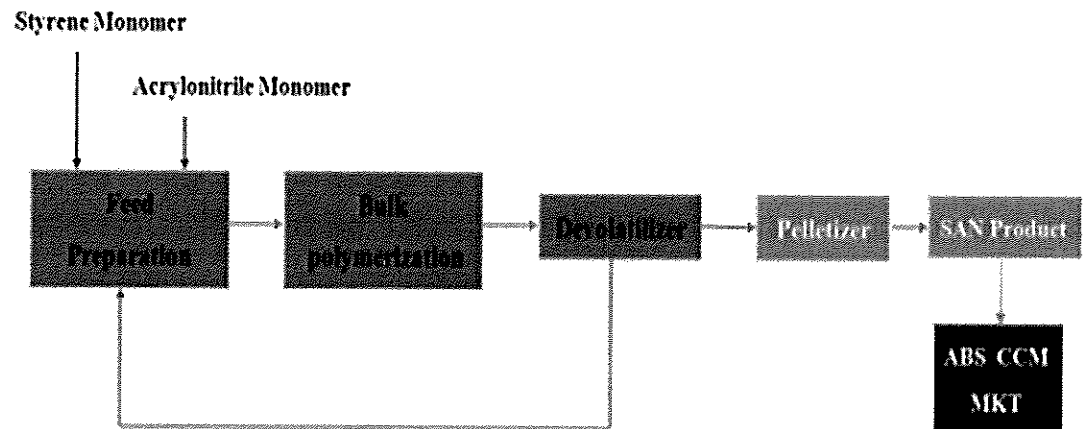 Styrene Monomer
Acrylonitrile Monomer
Feed
Preparation
Bulk
polymerization
Devolatilizer
Pelletizer
SAN Product
ABS CCM
MKT